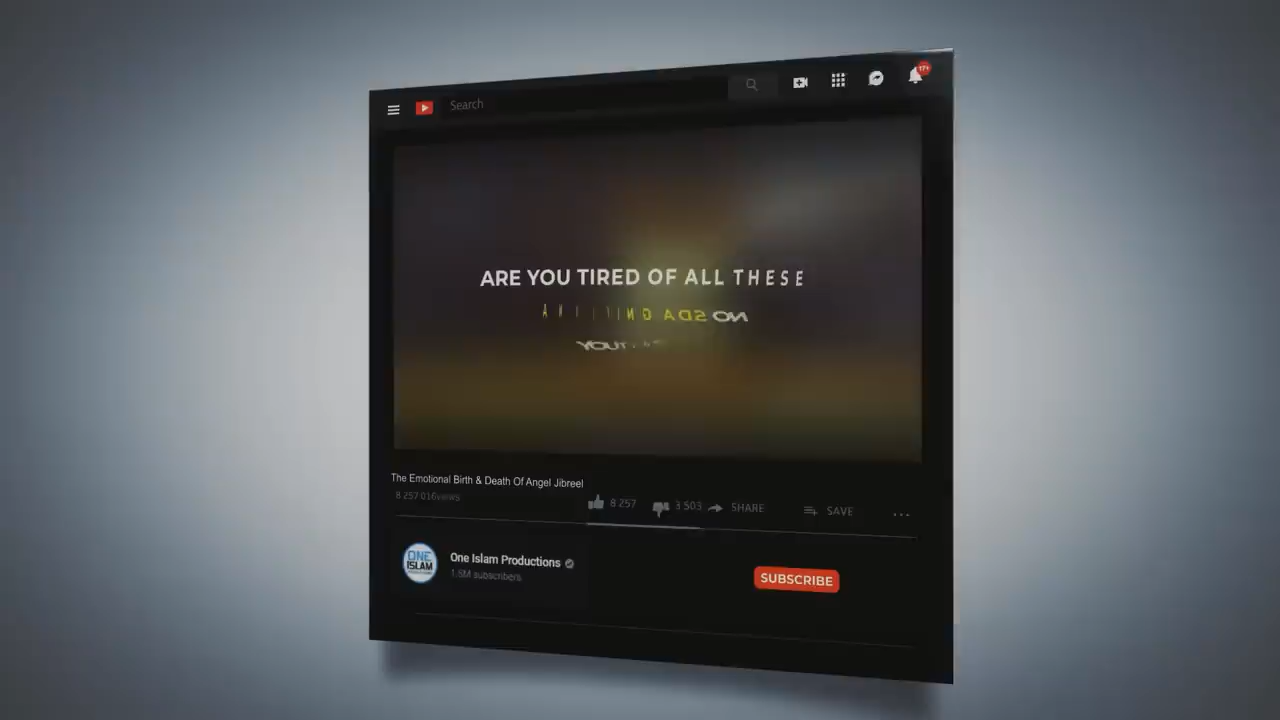 Search
17+
ARE YOU TIRED OF ALL THESE
The Emotional Birth & Death Of Angel Jibreel
8 257 016views
8 257
3 503
SHARE
SAVE
ONE
ISLAM
One Islam Productions
1.5M subscribers
SUBSCRIBE